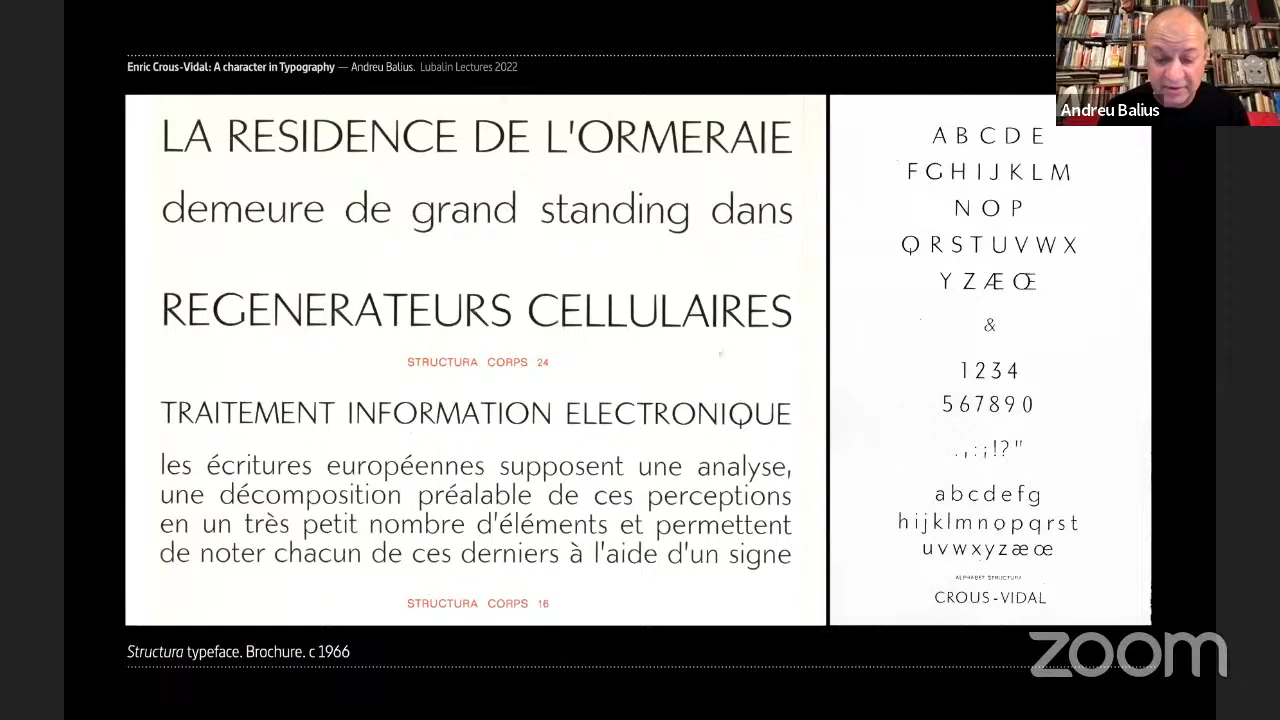 Enric Crous-Vidal: A character in Typography — Andreu Balius. Lubalin Lectures 2022
Andreu Balius
LA RESIDENCE DE L'ORMERAIE
demeure de grand standing dans
REGENERATEURS CELLULAIRES
STRUCTURA CORPS 24
TRAITEMENT INFORMATION ELECTRONIQUE
les écritures européennes supposent une analyse,
une décomposition préalable de ces perceptions
en un très petit nombre d'éléments et permettent
de noter chacun de ces derniers à l'aide d'un signe
STRUCTURA CORPS 16
A B C D E
F G H I J K L M
N O P
Q R S T U V W X
Y Z Æ Œ
&
1 2 3 4
5 6 7 8 9 0
. , : ; ! ? "
a b c d e f g
h i j k l m n o p q r s t
u v w x y z æ œ
ALPHABET STRUCTURA
CROUS-VIDAL
Structura typeface. Brochure. c 1966
zoom